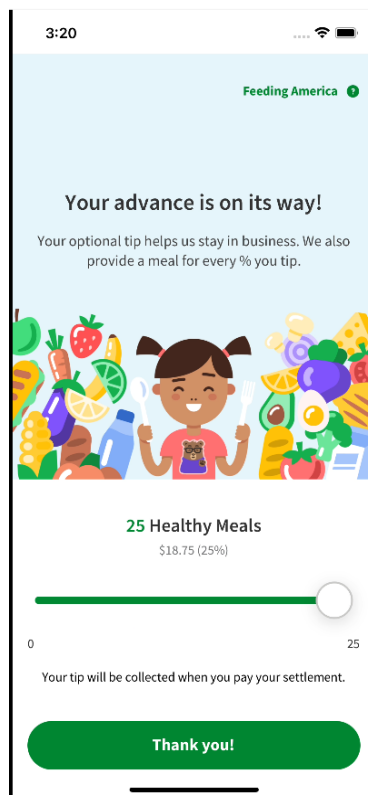 3:20
Feeding America ?
Your advance is on its way!
Your optional tip helps us stay in business. We also
provide a meal for every % you tip.
25 Healthy Meals
$18.75 (25%)
0
25
Your tip will be collected when you pay your settlement.
Thank you!